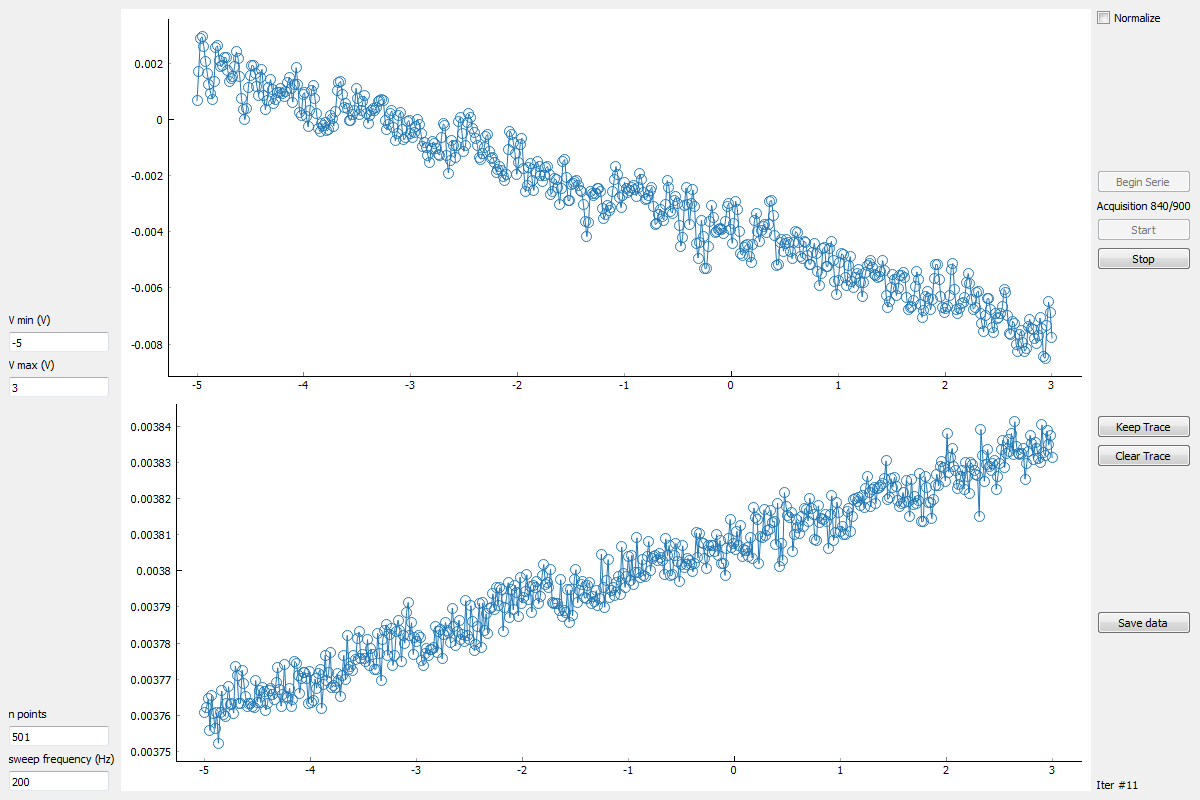 Normalize
0.002
0
-0.002
-0.004
-0.006
-0.008
-5 -4 -3 -2 -1 0 1 2 3
Begin Serie
Acquisition 840/900
Start
Stop
V min (V)
-5
V max (V)
3
0.00384
0.00383
0.00382
0.00381
0.0038
0.00379
0.00378
0.00377
0.00376
0.00375
-5 -4 -3 -2 -1 0 1 2 3
Keep Trace
Clear Trace
Save data
n points
501
sweep frequency (Hz)
200
Iter #11